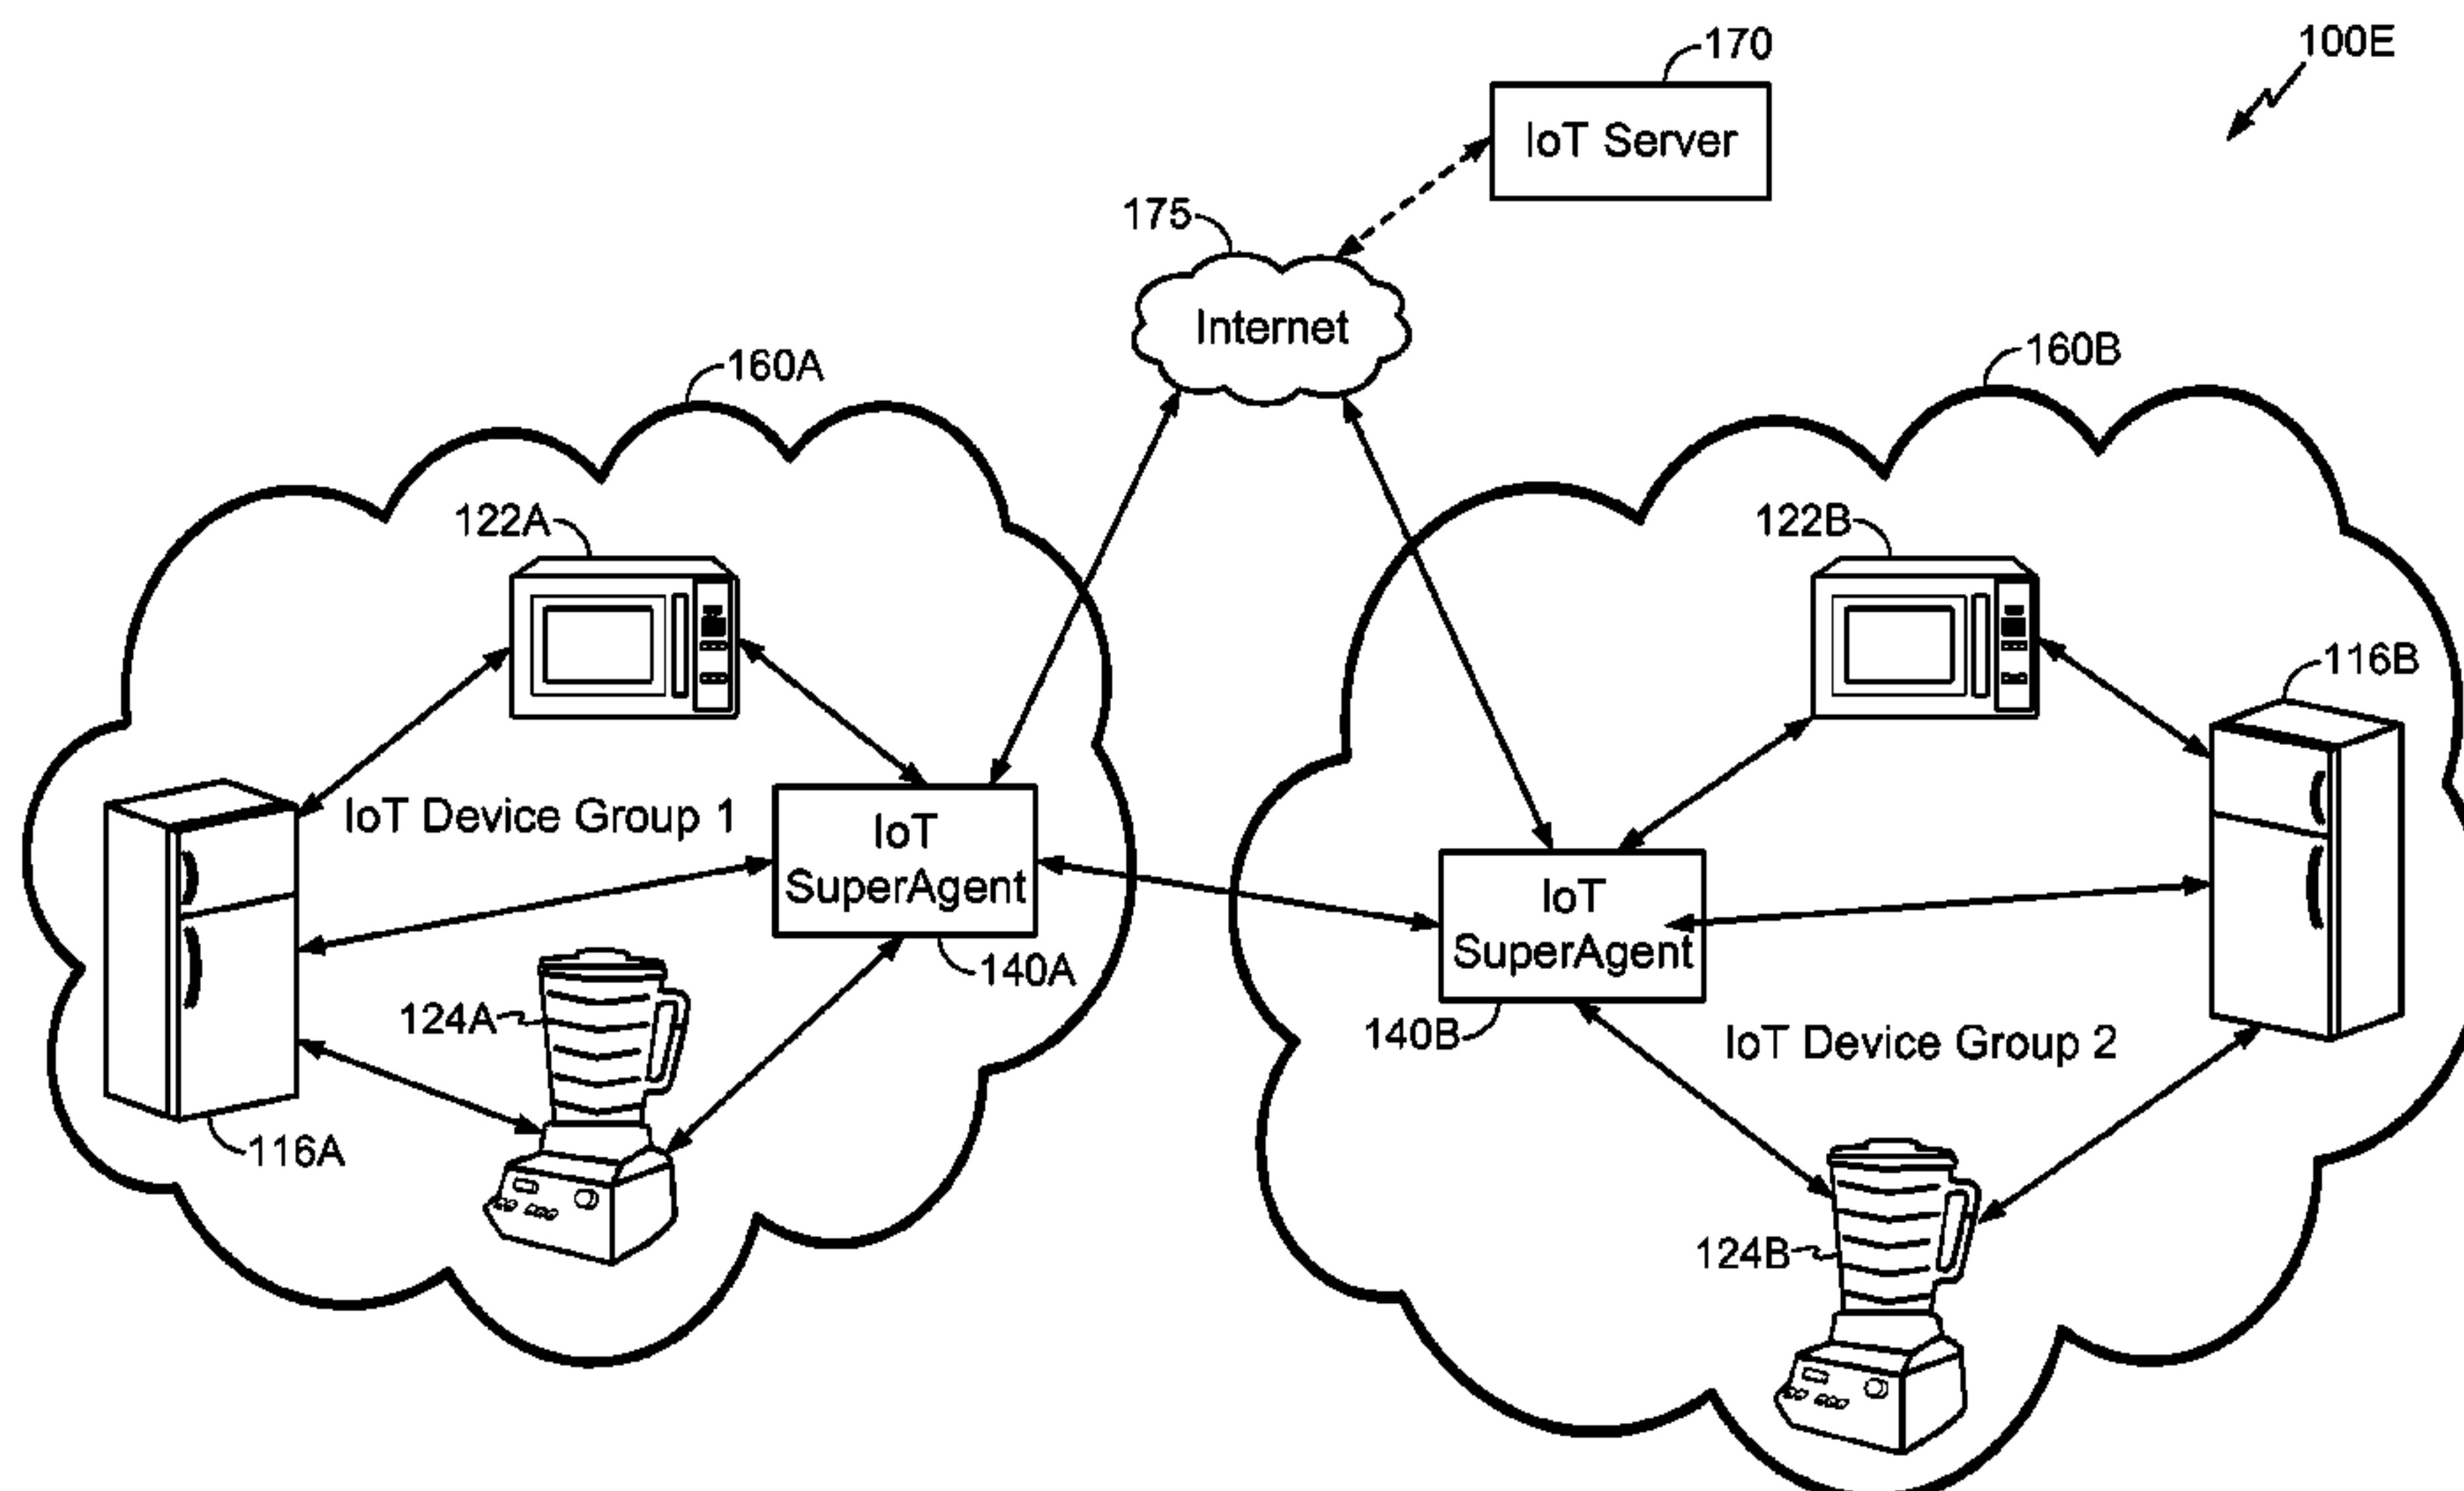 100E
170
IoT Server
175
Internet
160A
160B
122A
122B
116B
IoT Device Group 1
IoT
SuperAgent
140A
IoT
SuperAgent
140B
124A
IoT Device Group 2
116A
124B